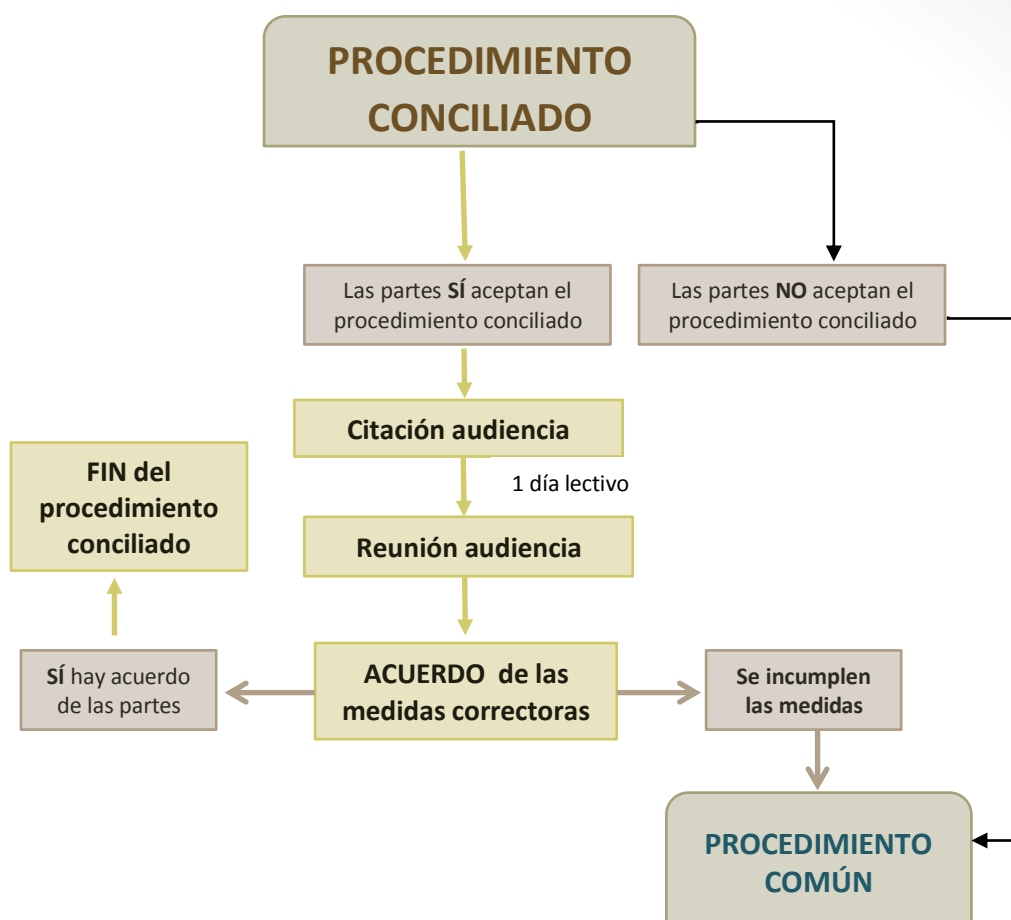 PROCEDIMIENTO
CONCILIADO
Las partes SÍ aceptan el
procedimiento conciliado
Las partes NO aceptan el
procedimiento conciliado
Citación audiencia
1 día lectivo
FIN del
procedimiento
conciliado
Reunión audiencia
SÍ hay acuerdo
de las partes
ACUERDO de las
medidas correctoras
Se incumplen
las medidas
PROCEDIMIENTO
COMÚN